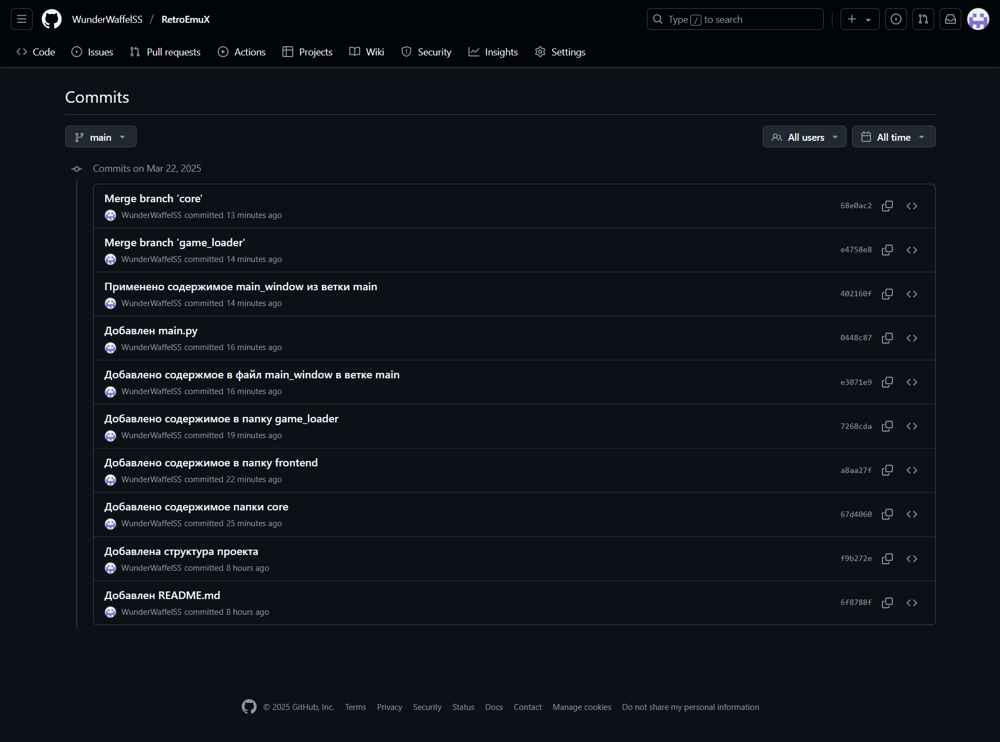 WunderWaffelSS / RetroEmuX
Type / to search
Code Issues Pull requests Actions Projects Wiki Security Insights Settings
Commits
main All users All time
Commits on Mar 22, 2025
Merge branch 'core'
WunderWaffelSS committed 13 minutes ago
68e0ac2
Merge branch 'game_loader'
WunderWaffelSS committed 14 minutes ago
e4758e8
Применено содержимое main_window из ветки main
WunderWaffelSS committed 14 minutes ago
402160f
Добавлен main.py
WunderWaffelSS committed 16 minutes ago
0448c87
Добавлено содержмое в файл main_window в ветке main
WunderWaffelSS committed 16 minutes ago
e3071e9
Добавлено содержимое в папку game_loader
WunderWaffelSS committed 19 minutes ago
7268cda
Добавлено содержимое в папку frontend
WunderWaffelSS committed 22 minutes ago
a8aa27f
Добавлено содержимое папки core
WunderWaffelSS committed 25 minutes ago
67d4060
Добавлена структура проекта
WunderWaffelSS committed 8 hours ago
f9b272e
Добавлен README.md
WunderWaffelSS committed 8 hours ago
6f8788f
© 2025 GitHub, Inc. Terms Privacy Security Status Docs Contact Manage cookies Do not share my personal information